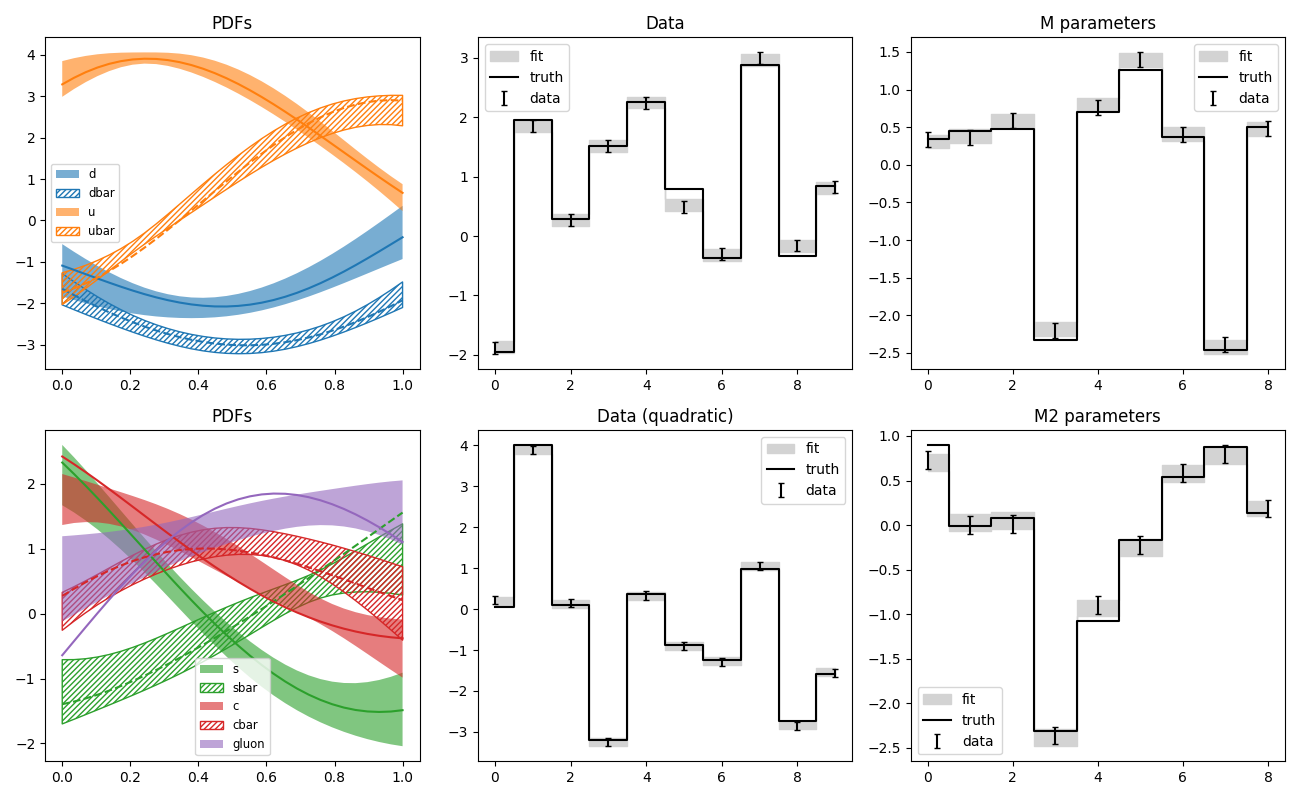 PDFs
4
3
2
1
0
−1
−2
−3
0.0 0.2 0.4 0.6 0.8 1.0
d
dbar
u
ubar
Data
3
2
1
0
−1
−2
0 2 4 6 8
fit
truth
data
M parameters
1.5
1.0
0.5
0.0
−0.5
−1.0
−1.5
−2.0
−2.5
0 2 4 6 8
fit
truth
data
PDFs
2
1
0
−1
−2
0.0 0.2 0.4 0.6 0.8 1.0
s
sbar
c
cbar
gluon
Data (quadratic)
4
3
2
1
0
−1
−2
−3
0 2 4 6 8
fit
truth
data
M2 parameters
1.0
0.5
0.0
−0.5
−1.0
−1.5
−2.0
−2.5
0 2 4 6 8
fit
truth
data